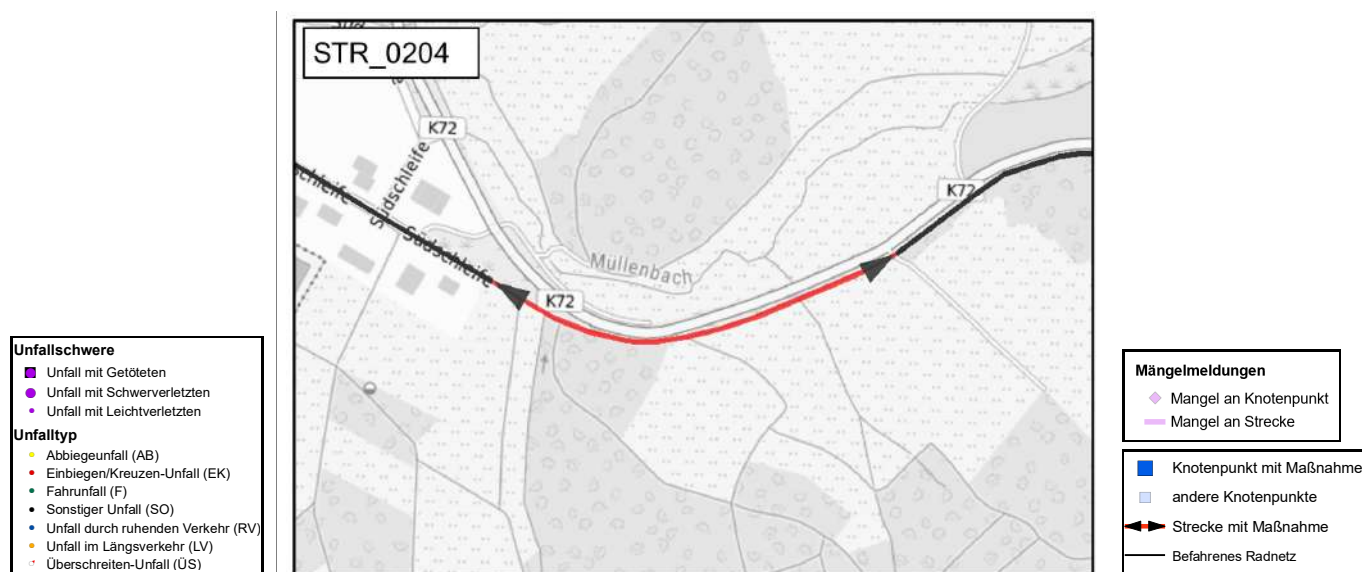 STR_0204
K72
Südschleife
schleife
K72
Südschleife
Müllenbach
K72
Unfallschwere
Unfall mit Getöteten
Unfall mit Schwerverletzten
Unfall mit Leichtverletzten
Unfalltyp
Abbiegeunfall (AB)
Einbiegen/Kreuzen-Unfall (EK)
Fahrunfall (F)
Sonstiger Unfall (SO)
Unfall durch ruhenden Verkehr (RV)
Unfall im Längsverkehr (LV)
Überschreiten-Unfall (ÜS)
Mängelmeldungen
Mangel an Knotenpunkt
Mangel an Strecke
Knotenpunkt mit Maßnahme
andere Knotenpunkte
Strecke mit Maßnahme
Befahrenes Radnetz